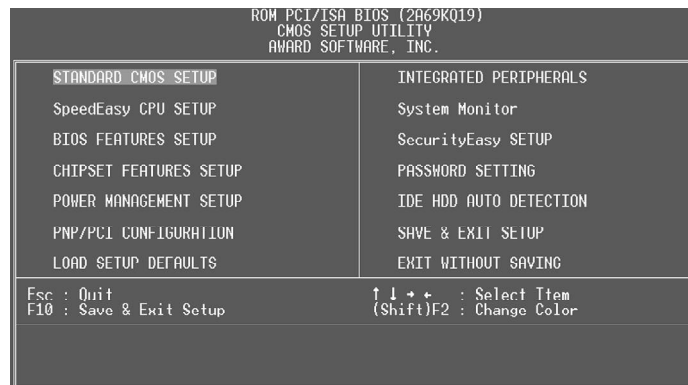 ROM PCI/ISA BIOS (2A69KQ19)
CMOS SETUP UTILITY
AWARD SOFTWARE, INC.
STANDARD CMOS SETUP
SpeedEasy CPU SETUP
BIOS FEATURES SETUP
CHIPSET FEATURES SETUP
POWER MANAGEMENT SETUP
PNP/PCI CONFIGURATION
LOAD SETUP DEFAULTS
INTEGRATED PERIPHERALS
System Monitor
SecurityEasy SETUP
PASSWORD SETTING
IDE HDD AUTO DETECTION
SAVE & EXIT SETUP
EXIT WITHOUT SAVING
Esc : Quit
F10 : Save & Exit Setup
↑ ↓ → ← : Select Item
(Shift)F2 : Change Color